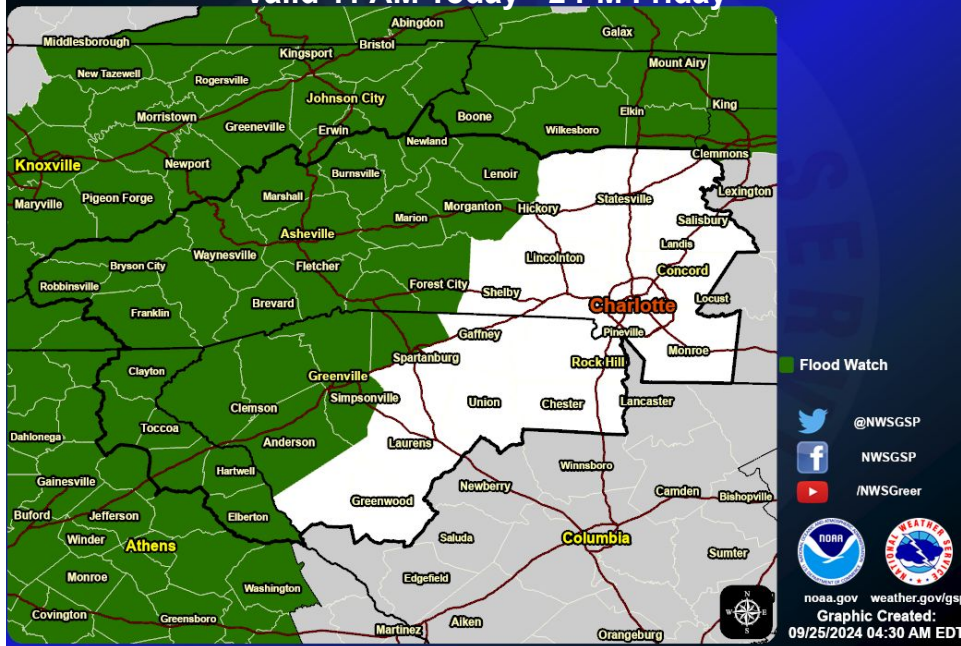 Valid 11 AM Today - 2 PM Friday
Abingdon
Galax
Middlesborough
Bristol
Kingsport
Mount Airy
New Tazewell
Rogersville
Johnson City
King
Morristown
Boone
Elkin
Greeneville
Erwin
Wilkesboro
Newland
Clemmons
Knoxville
Newport
Burnsville
Lenoir
Lexington
Maryville
Pigeon Forge
Marshall
Statesville
Morganton
Hickory
Marion
Salisbury
Asheville
Landis
Waynesville
Lincolnton
Bryson City
Fletcher
Concord
Robbinsville
Forest City
Shelby
Brevard
Charlotte
Locust
Franklin
Gaffney
Pineville
Monroe
Spartanburg
Rock Hill
Clayton
Greenville
Flood Watch
Simpsonville
Union
Chester
Lancaster
Clemson
Toccoa
@NWSGSP
Dahlonega
Anderson
Laurens
NWSGSP
Hartwell
Winnsboro
Gainesville
Newberry
Camden
Bishopville
/NWSGreer
Greenwood
Buford
Jefferson
Elberton
Winder
Athens
Saluda
Columbia
NOAA
Sumter
Monroe
Edgefield
Washington
noaa.gov
weather.gov/gsp
Covington
Greensboro
Aiken
Martinez
Orangeburg
N
W
E
S
Graphic Created:
09/25/2024 04:30 AM EDT